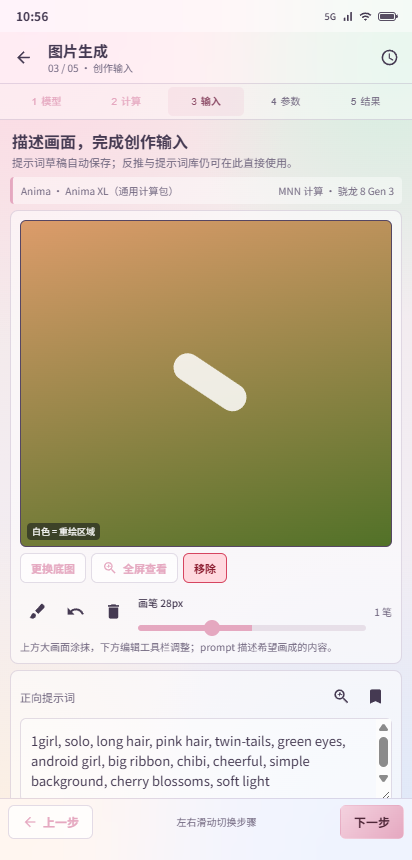 10:56
5G
图片生成
03 / 05 · 创作输入
1 模型
2 计算
3 输入
4 参数
5 结果
描述画面，完成创作输入
提示词草稿自动保存；反推与提示词库仍可在此直接使用。
Anima · Anima XL（通用计算包）
MNN 计算 · 骁龙 8 Gen 3
白色 = 重绘区域
更换底图
全屏查看
移除
画笔 28px
1 笔
上方大画面涂抹，下方编辑工具栏调整；prompt 描述希望画成的内容。
正向提示词
1girl, solo, long hair, pink hair, twin-tails, green eyes,
android girl, big ribbon, chibi, cheerful, simple
background, cherry blossoms, soft light
上一步
左右滑动切换步骤
下一步